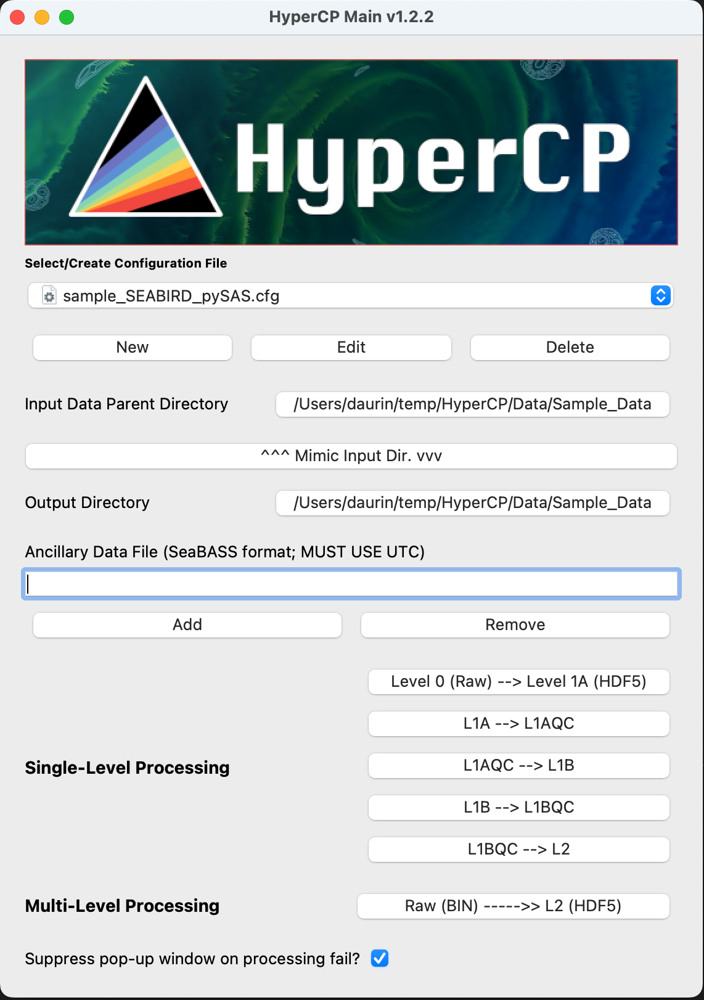 HyperCP Main v1.2.2
HyperCP
Select/Create Configuration File
sample_SEABIRD_pySAS.cfg
New Edit Delete
Input Data Parent Directory /Users/daurin/temp/HyperCP/Data/Sample_Data
^^^ Mimic Input Dir. vvv
Output Directory /Users/daurin/temp/HyperCP/Data/Sample_Data
Ancillary Data File (SeaBASS format; MUST USE UTC)
Add Remove
Level 0 (Raw) --> Level 1A (HDF5)
L1A --> L1AQC
Single-Level Processing L1AQC --> L1B
L1B --> L1BQC
L1BQC --> L2
Multi-Level Processing Raw (BIN) ----->> L2 (HDF5)
Suppress pop-up window on processing fail?